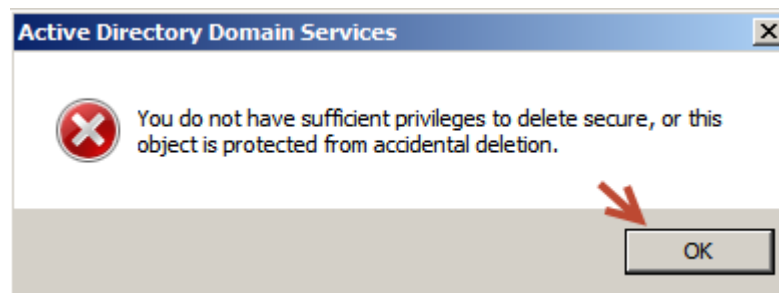 Active Directory Domain Services
You do not have sufficient privileges to delete secure, or this
object is protected from accidental deletion.
OK